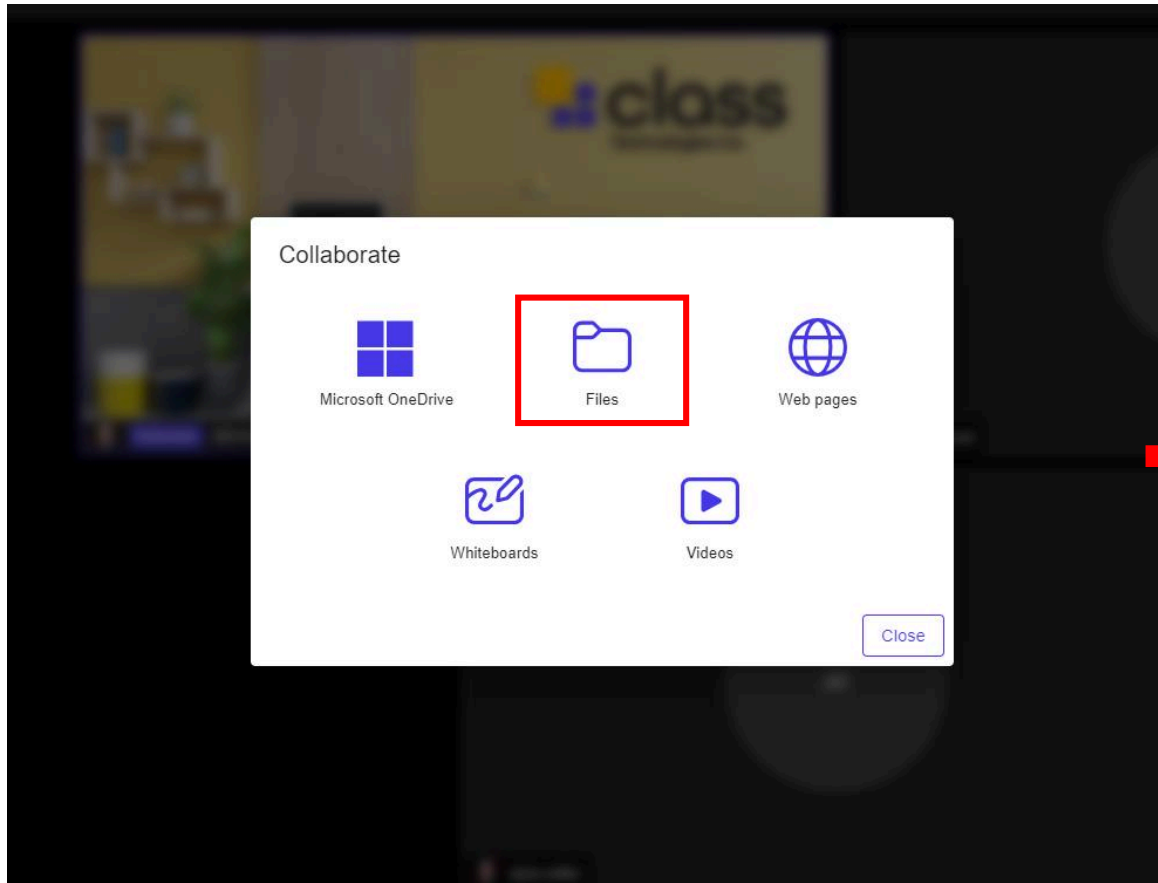 class
Collaborate
Microsoft OneDrive
Files
Web pages
Whiteboards
Videos
Close